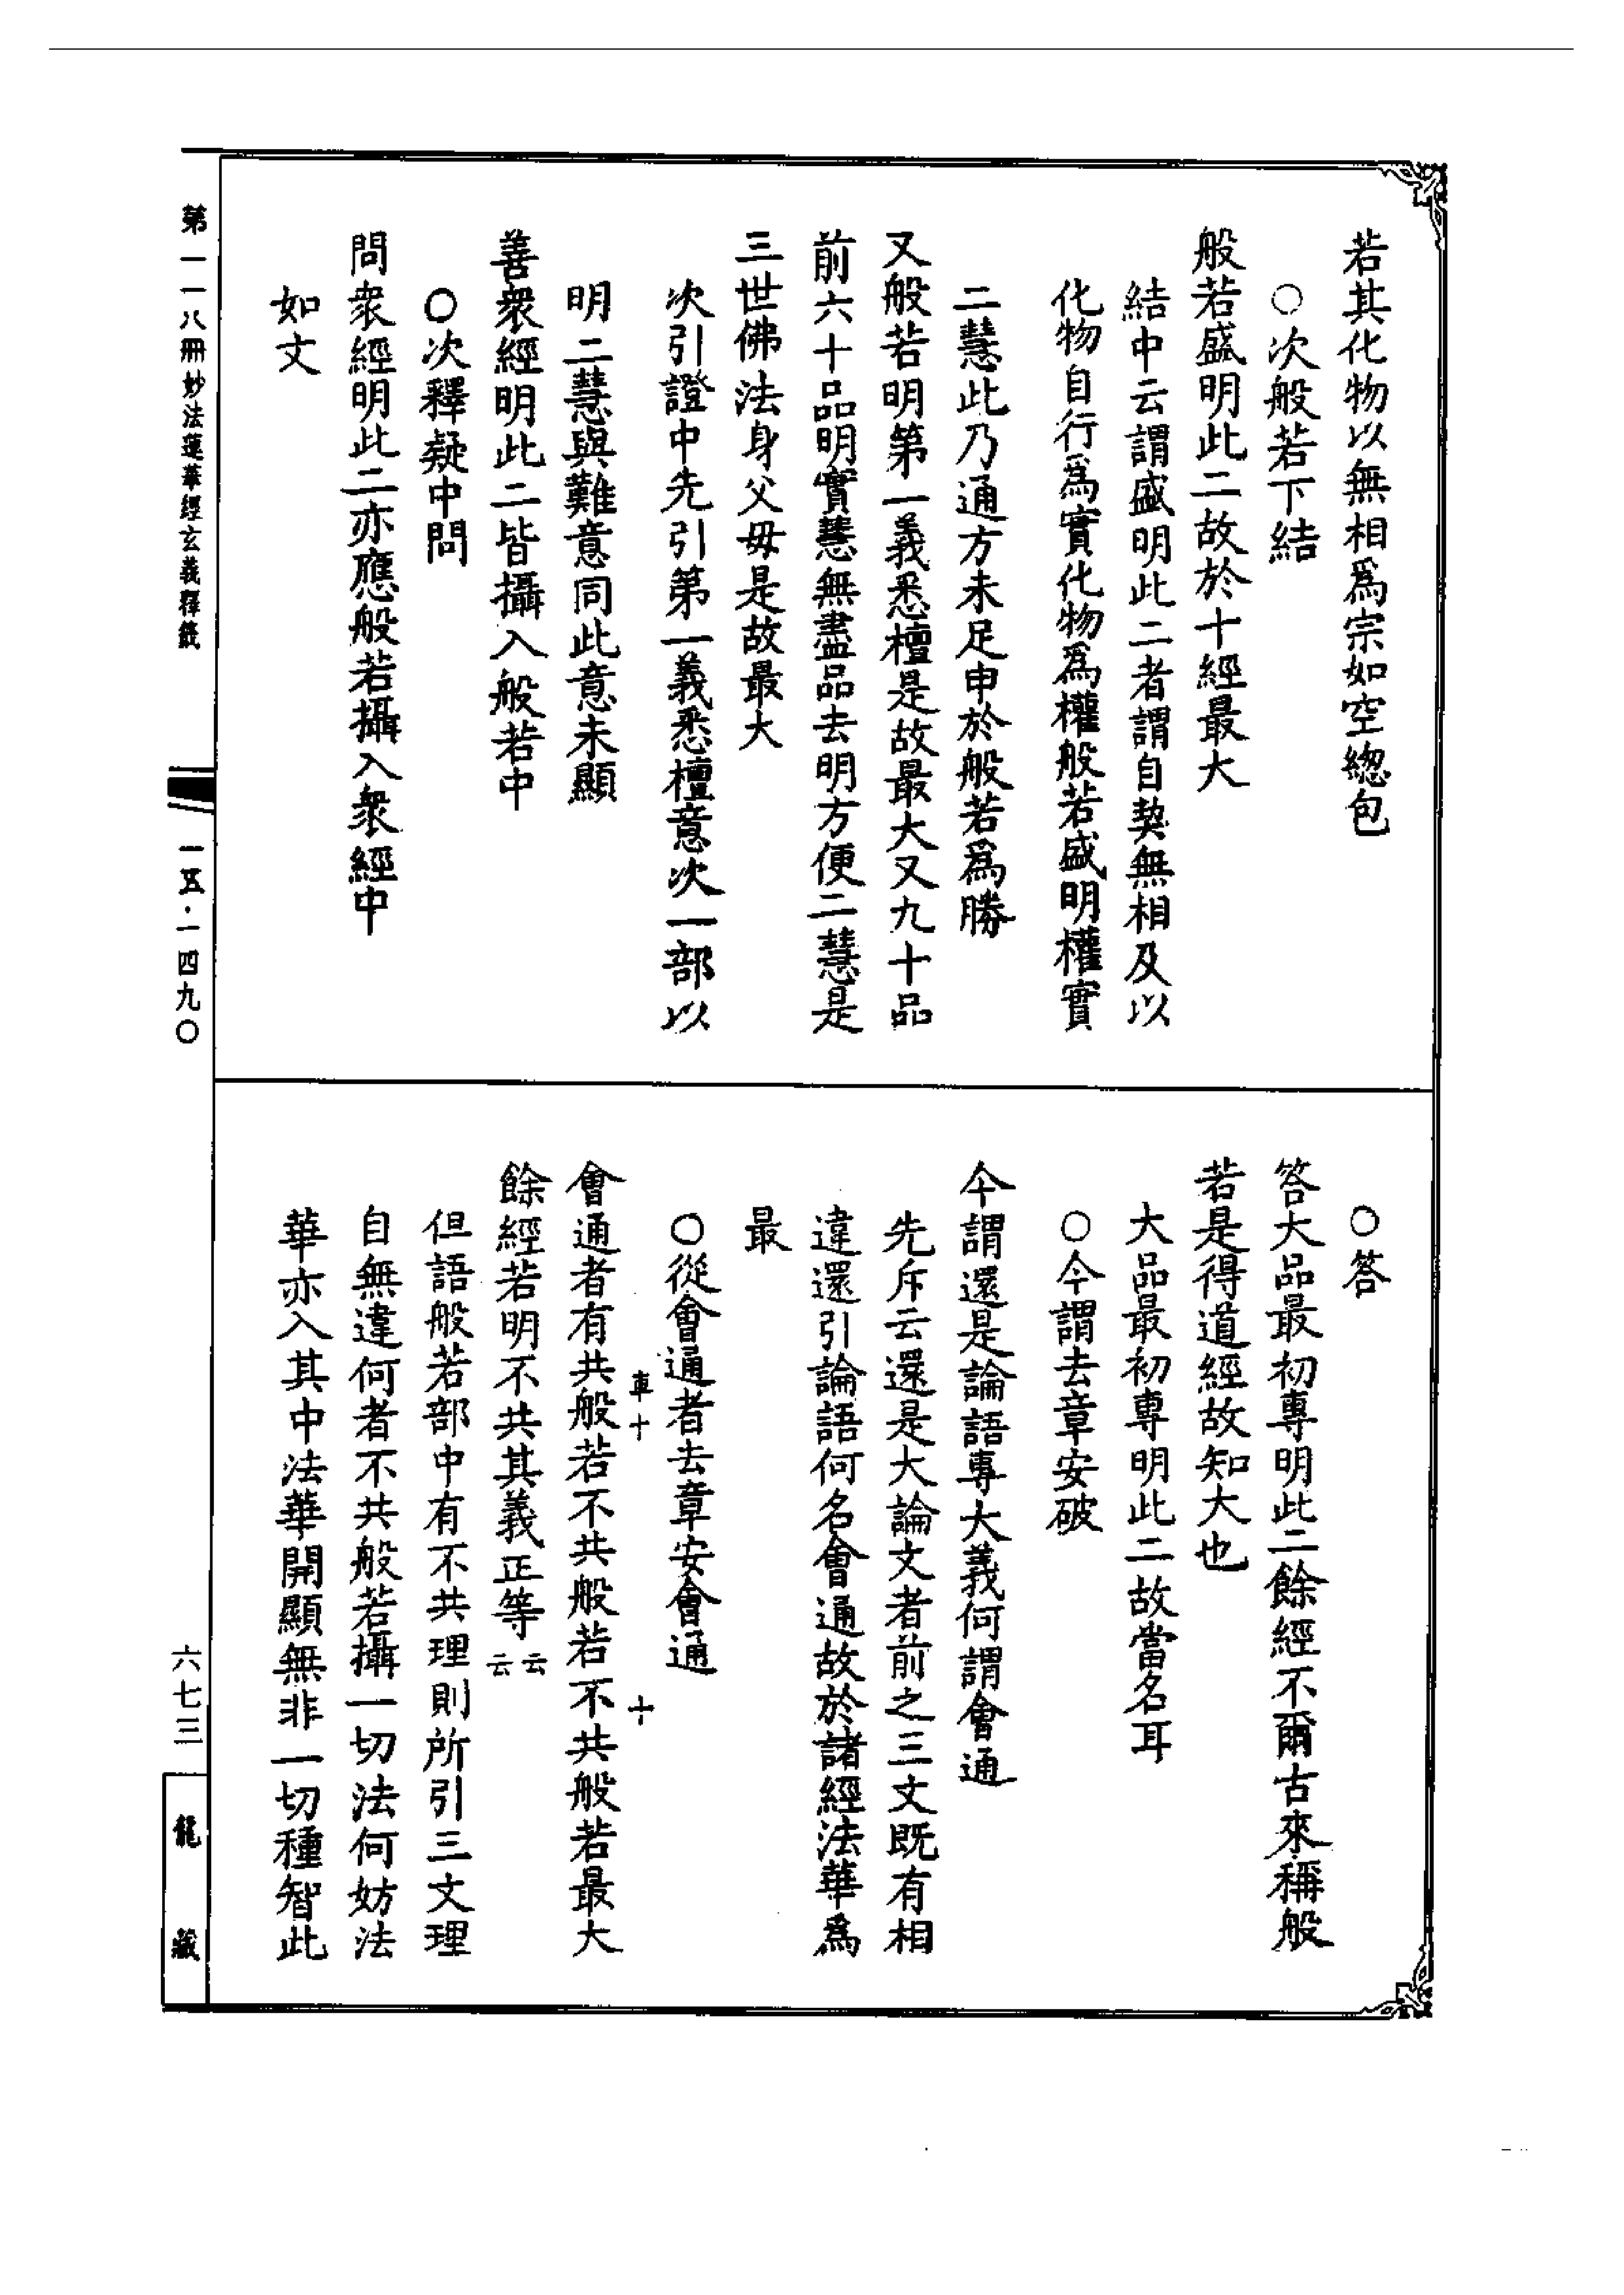 若其化物以無相爲宗如空總包
○次般若下結
般若盛明此二故於十經最大
結中云謂盛明此二者謂自契無相及以
化物自行爲實化物爲權般若盛明權實
二慧此乃通方未足申於般若爲勝
又般若明第一義悉檀是故最大又九十品
前六十品明實慧無盡品去明方便二慧是
三世佛法身父毋是故最大
次引證中先引第一義悉檀意次一部以
明二慧與難意同此意未顯
善衆經明此二皆攝入般若中
○次釋疑中問
問衆經明此二亦應般若攝入衆經中
如文
○答
答大品最初專明此二餘經不爾古來稱般
若是得道經故知大也
大品最初專明此二故當名耳
○今謂去章安破
今謂還是論語專大義何謂會通
先斥云還是大論文者前之三文既有相
違還引論語何名會通故於諸經法華爲
最
○從會通者去章安會通
車十
十
會通者有共般若不共般若不共般若最大
餘經若明不共其義正等云云
但語般若部中有不共理則所引三文理
自無違何者不共般若攝一切法何妨法
華亦入其中法華開顯無非一切種智此
第一一八冊 妙法蓮華經玄義釋籤
一五·一四九〇
六七三
龍藏